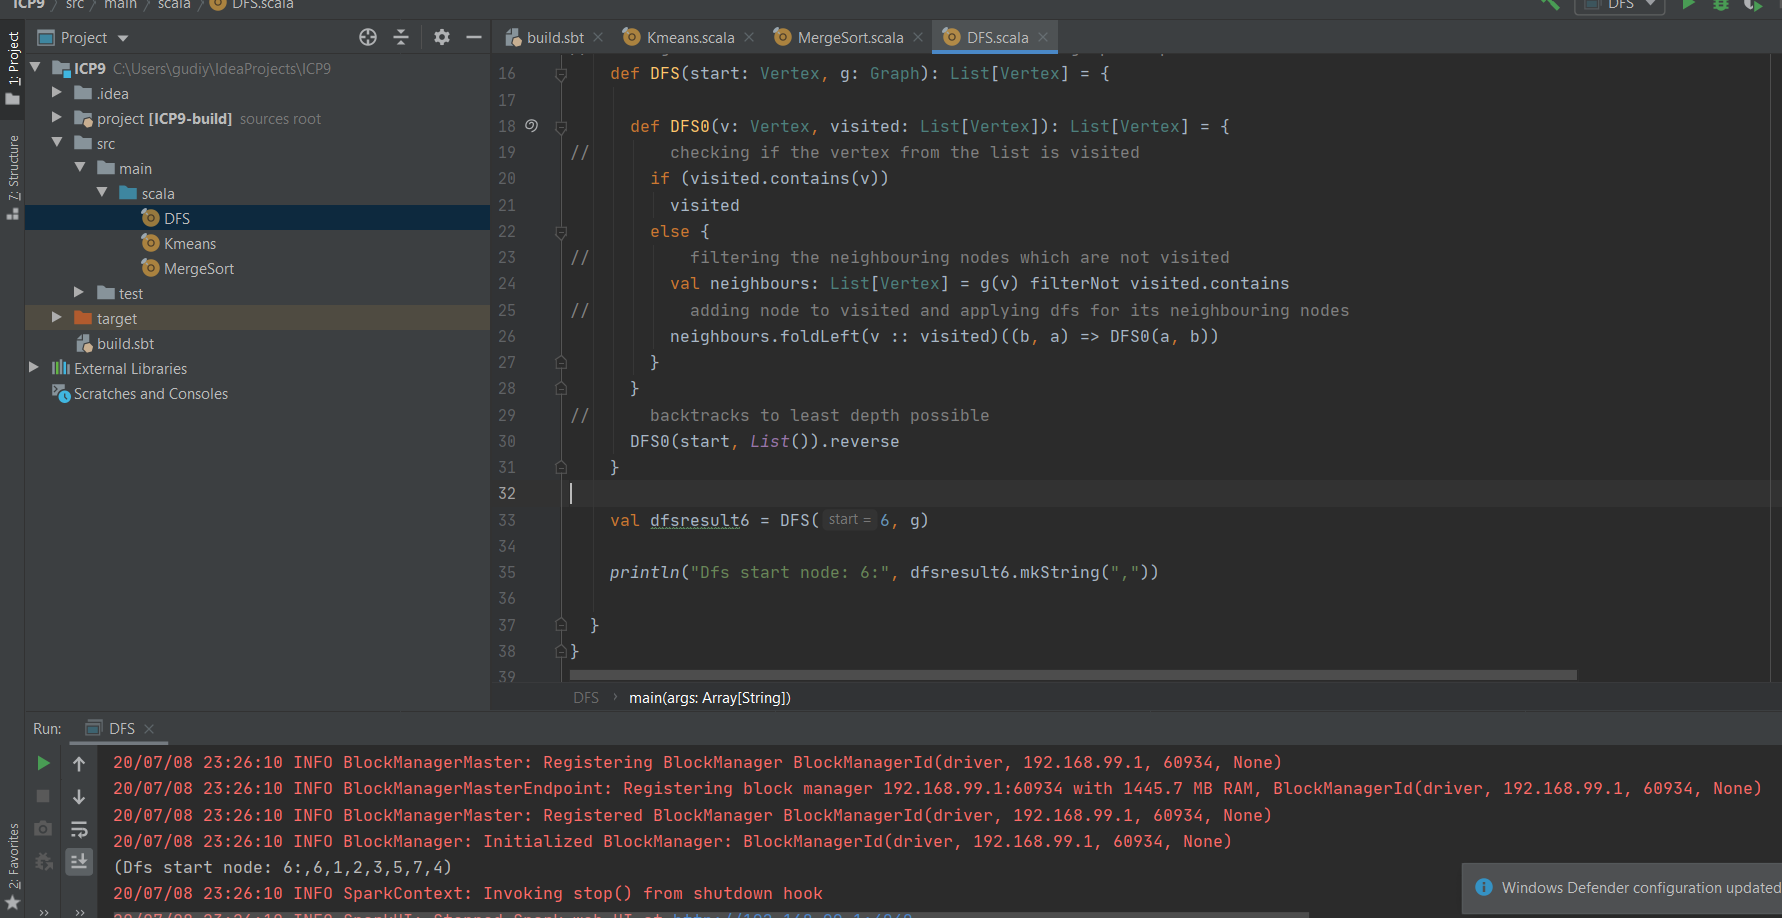 ICP9 src main scala DFS.scala
DFS
Project
build.sbt Kmeans.scala MergeSort.scala DFS.scala
1: Project
7: Structure
2: Favorites
ICP9 C:\Users\gudiy\IdeaProjects\ICP9
.idea
project [ICP9-build] sources root
src
main
scala
DFS
Kmeans
MergeSort
test
target
build.sbt
External Libraries
Scratches and Consoles
16 def DFS(start: Vertex, g: Graph): List[Vertex] = {
17
18 def DFS0(v: Vertex, visited: List[Vertex]): List[Vertex] = {
19 // checking if the vertex from the list is visited
20 if (visited.contains(v))
21 visited
22 else {
23 // filtering the neighbouring nodes which are not visited
24 val neighbours: List[Vertex] = g(v) filterNot visited.contains
25 // adding node to visited and applying dfs for its neighbouring nodes
26 neighbours.foldLeft(v :: visited)((b, a) => DFS0(a, b))
27 }
28 }
29 // backtracks to least depth possible
30 DFS0(start, List()).reverse
31 }
32
33 val dfsresult6 = DFS( start = 6, g)
34
35 println("Dfs start node: 6:", dfsresult6.mkString(","))
36
37 }
38 }
39
DFS > main(args: Array[String])
Run: DFS
20/07/08 23:26:10 INFO BlockManagerMaster: Registering BlockManager BlockManagerId(driver, 192.168.99.1, 60934, None)
20/07/08 23:26:10 INFO BlockManagerMasterEndpoint: Registering block manager 192.168.99.1:60934 with 1445.7 MB RAM, BlockManagerId(driver, 192.168.99.1, 60934, None)
20/07/08 23:26:10 INFO BlockManagerMaster: Registered BlockManager BlockManagerId(driver, 192.168.99.1, 60934, None)
20/07/08 23:26:10 INFO BlockManager: Initialized BlockManager: BlockManagerId(driver, 192.168.99.1, 60934, None)
(Dfs start node: 6:,6,1,2,3,5,7,4)
20/07/08 23:26:10 INFO SparkContext: Invoking stop() from shutdown hook
Windows Defender configuration updated